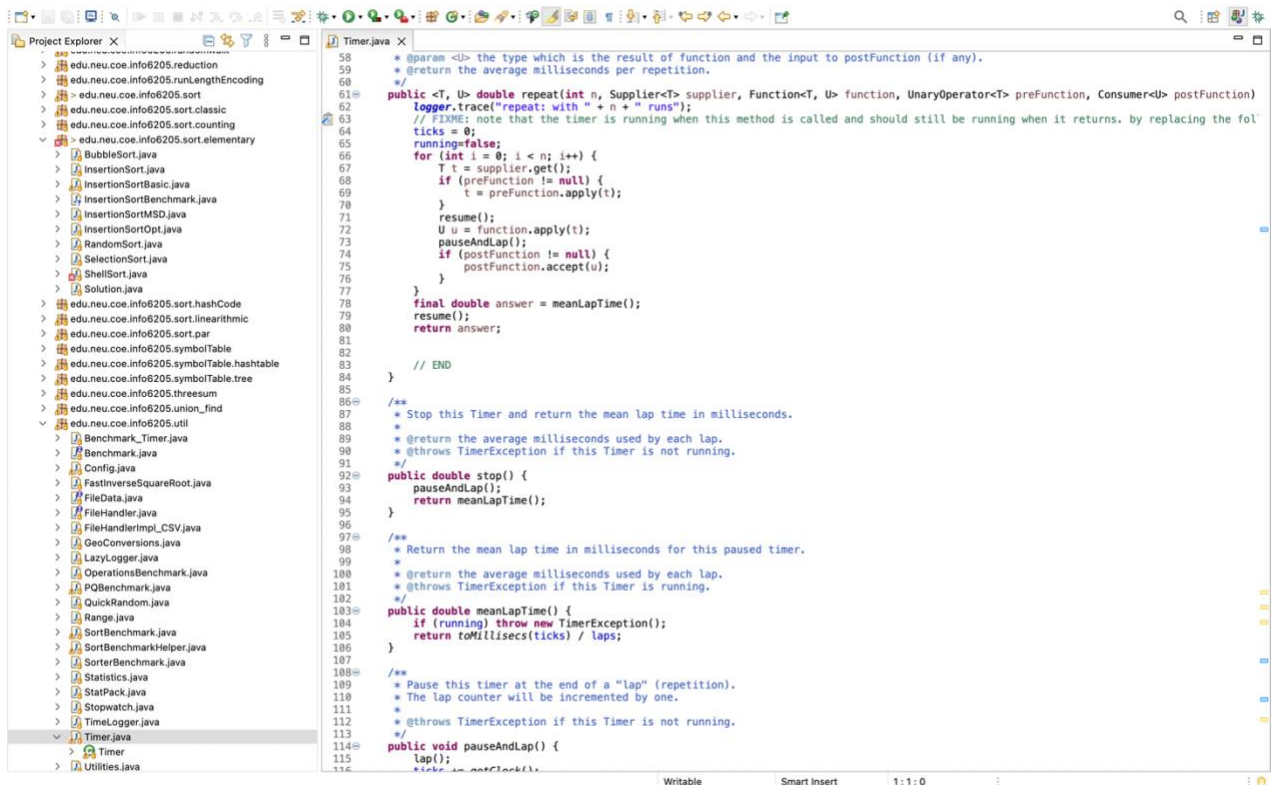 Project Explorer
edu.neu.coe.info6205.reduction
edu.neu.coe.info6205.runLengthEncoding
> edu.neu.coe.info6205.sort
edu.neu.coe.info6205.sort.classic
edu.neu.coe.info6205.sort.counting
> edu.neu.coe.info6205.sort.elementary
BubbleSort.java
InsertionSort.java
InsertionSortBasic.java
InsertionSortBenchmark.java
InsertionSortMSD.java
InsertionSortOpt.java
RandomSort.java
SelectionSort.java
ShellSort.java
Solution.java
edu.neu.coe.info6205.sort.hashCode
edu.neu.coe.info6205.sort.linearithmic
edu.neu.coe.info6205.sort.par
edu.neu.coe.info6205.symbolTable
edu.neu.coe.info6205.symbolTable.hashtable
edu.neu.coe.info6205.symbolTable.tree
edu.neu.coe.info6205.threesum
edu.neu.coe.info6205.union_find
edu.neu.coe.info6205.util
Benchmark_Timer.java
Benchmark.java
Config.java
FastInverseSquareRoot.java
FileData.java
FileHandler.java
FileHandlerImpl_CSV.java
GeoConversions.java
LazyLogger.java
OperationsBenchmark.java
PQBenchmark.java
QuickRandom.java
Range.java
SortBenchmark.java
SortBenchmarkHelper.java
SorterBenchmark.java
Statistics.java
StatPack.java
Stopwatch.java
TimeLogger.java
Timer.java
Timer
Utilities.java
Timer.java
58 * @param <U> the type which is the result of function and the input to postFunction (if any).
59 * @return the average milliseconds per repetition.
60 */
61 public <T, U> double repeat(int n, Supplier<T> supplier, Function<T, U> function, UnaryOperator<T> preFunction, Consumer<U> postFunction)
62 logger.trace("repeat: with " + n + " runs");
63 // FIXME: note that the timer is running when this method is called and should still be running when it returns. by replacing the fol
64 ticks = 0;
65 running=false;
66 for (int i = 0; i < n; i++) {
67 T t = supplier.get();
68 if (preFunction != null) {
69 t = preFunction.apply(t);
70 }
71 resume();
72 U u = function.apply(t);
73 pauseAndLap();
74 if (postFunction != null) {
75 postFunction.accept(u);
76 }
77 }
78 final double answer = meanLapTime();
79 resume();
80 return answer;
81
82
83 // END
84 }
85
86 /**
87 * Stop this Timer and return the mean lap time in milliseconds.
88 *
89 * @return the average milliseconds used by each lap.
90 * @throws TimerException if this Timer is not running.
91 */
92 public double stop() {
93 pauseAndLap();
94 return meanLapTime();
95 }
96
97 /**
98 * Return the mean lap time in milliseconds for this paused timer.
99 *
100 * @return the average milliseconds used by each lap.
101 * @throws TimerException if this Timer is running.
102 */
103 public double meanLapTime() {
104 if (running) throw new TimerException();
105 return toMillisecs(ticks) / laps;
106 }
107
108 /**
109 * Pause this timer at the end of a "lap" (repetition).
110 * The lap counter will be incremented by one.
111 *
112 * @throws TimerException if this Timer is not running.
113 */
114 public void pauseAndLap() {
115 lap();
116 ticks += getClock();
Writable Smart Insert 1:1:0